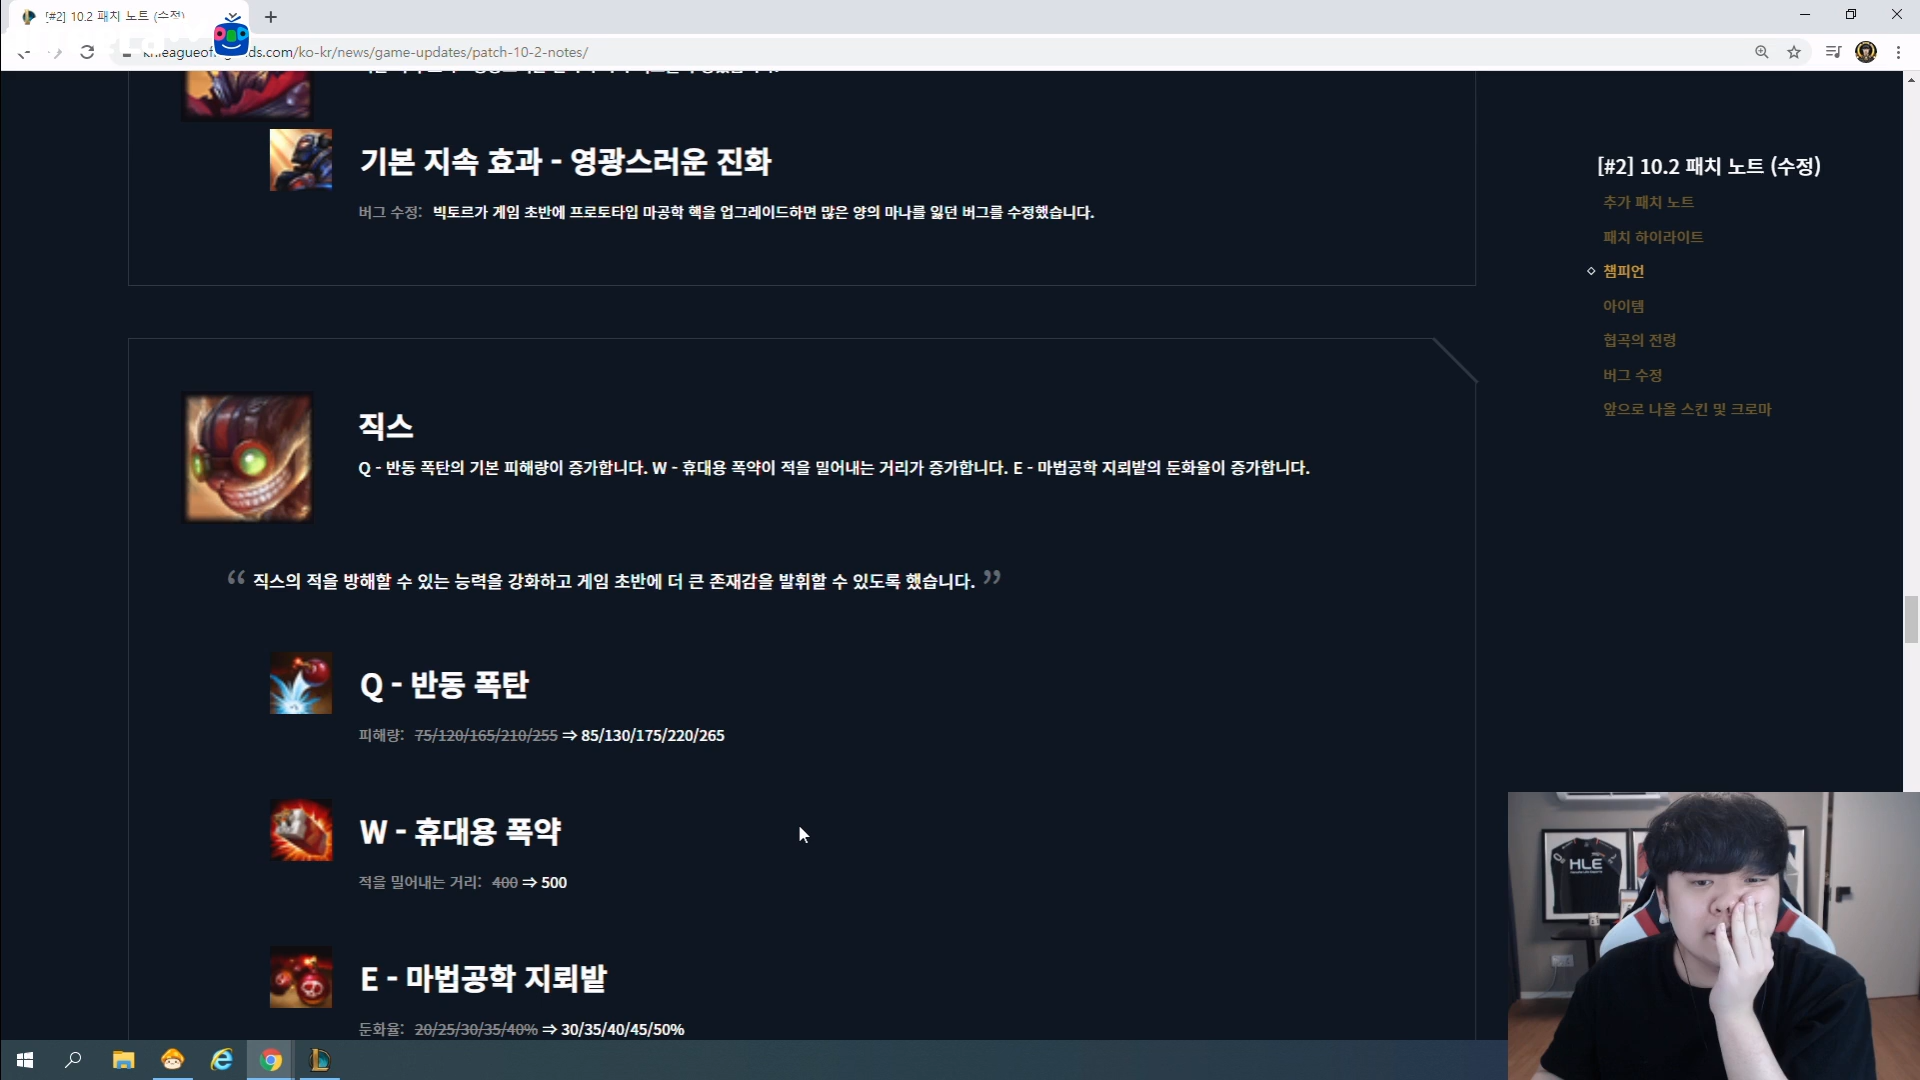 [#2] 10.2 패치 노트 (수정)
ds.com/ko-kr/news/game-updates/patch-10-2-notes/
기본 지속 효과 - 영광스러운 진화
버그 수정: 빅토르가 게임 초반에 프로토타입 마공학 핵을 업그레이드하면 많은 양의 마나를 잃던 버그를 수정했습니다.
직스
Q - 반동 폭탄의 기본 피해량이 증가합니다. W - 휴대용 폭약이 적을 밀어내는 거리가 증가합니다. E - 마법공학 지뢰밭의 둔화율이 증가합니다.
“ 직스의 적을 방해할 수 있는 능력을 강화하고 게임 초반에 더 큰 존재감을 발휘할 수 있도록 했습니다. ”
Q - 반동 폭탄
피해량: 75/120/165/210/255 ⇒ 85/130/175/220/265
W - 휴대용 폭약
적을 밀어내는 거리: 400 ⇒ 500
E - 마법공학 지뢰밭
둔화율: 20/25/30/35/40% ⇒ 30/35/40/45/50%
[#2] 10.2 패치 노트 (수정)
추가 패치 노트
패치 하이라이트
챔피언
아이템
협곡의 전령
버그 수정
앞으로 나올 스킨 및 크로마
HLE